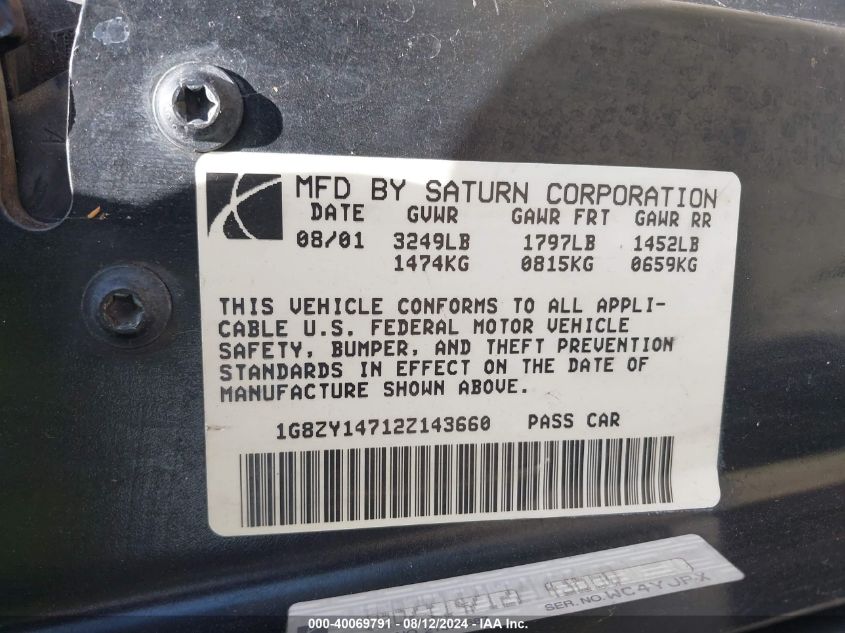 MFD BY SATURN CORPORATION
DATE GVWR GAWR FRT GAWR RR
08/01 3249LB 1797LB 1452LB
1474KG 0815KG 0659KG
THIS VEHICLE CONFORMS TO ALL APPLI-
CABLE U.S. FEDERAL MOTOR VEHICLE
SAFETY, BUMPER, AND THEFT PREVENTION
STANDARDS IN EFFECT ON THE DATE OF
MANUFACTURE SHOWN ABOVE.
1G8ZY14712Z143660 PASS CAR
SER.NO.WC4YJPX
000-40069791 - 08/12/2024 - IAA Inc.